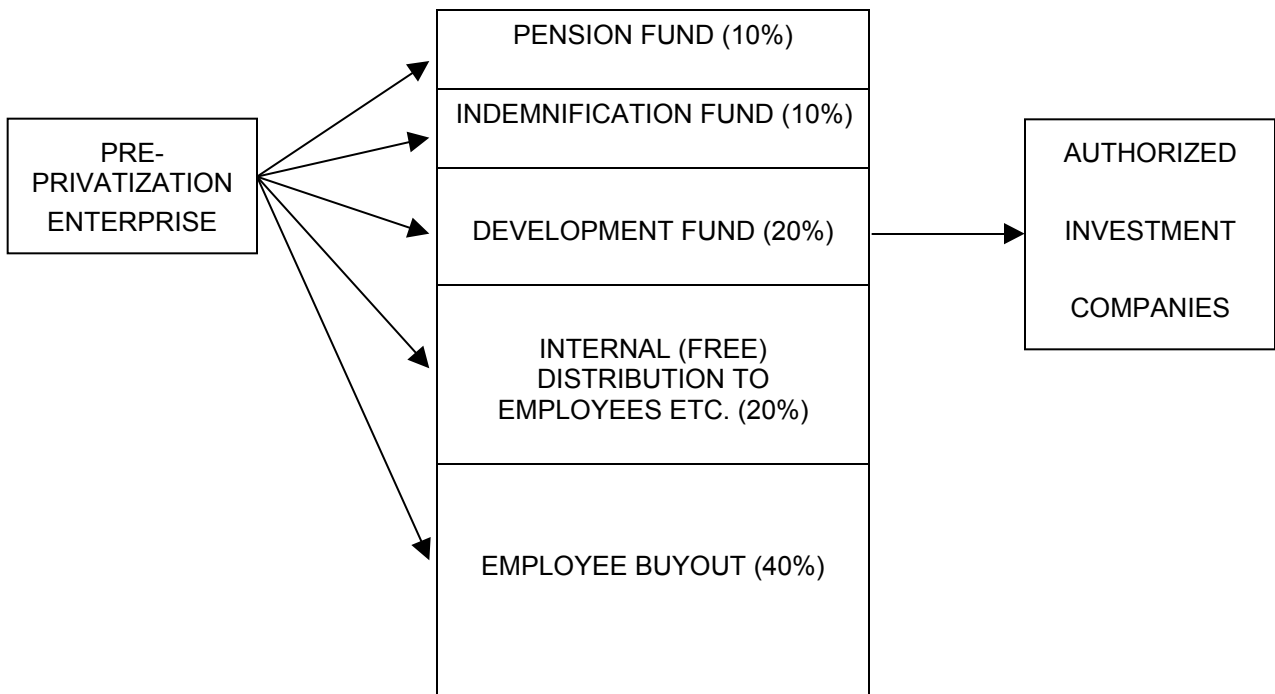 PRE-
PRIVATIZATION
ENTERPRISE
PENSION FUND (10%)
INDEMNIFICATION FUND (10%)
DEVELOPMENT FUND (20%)
INTERNAL (FREE)
DISTRIBUTION TO
EMPLOYEES ETC. (20%)
EMPLOYEE BUYOUT (40%)
AUTHORIZED
INVESTMENT
COMPANIES